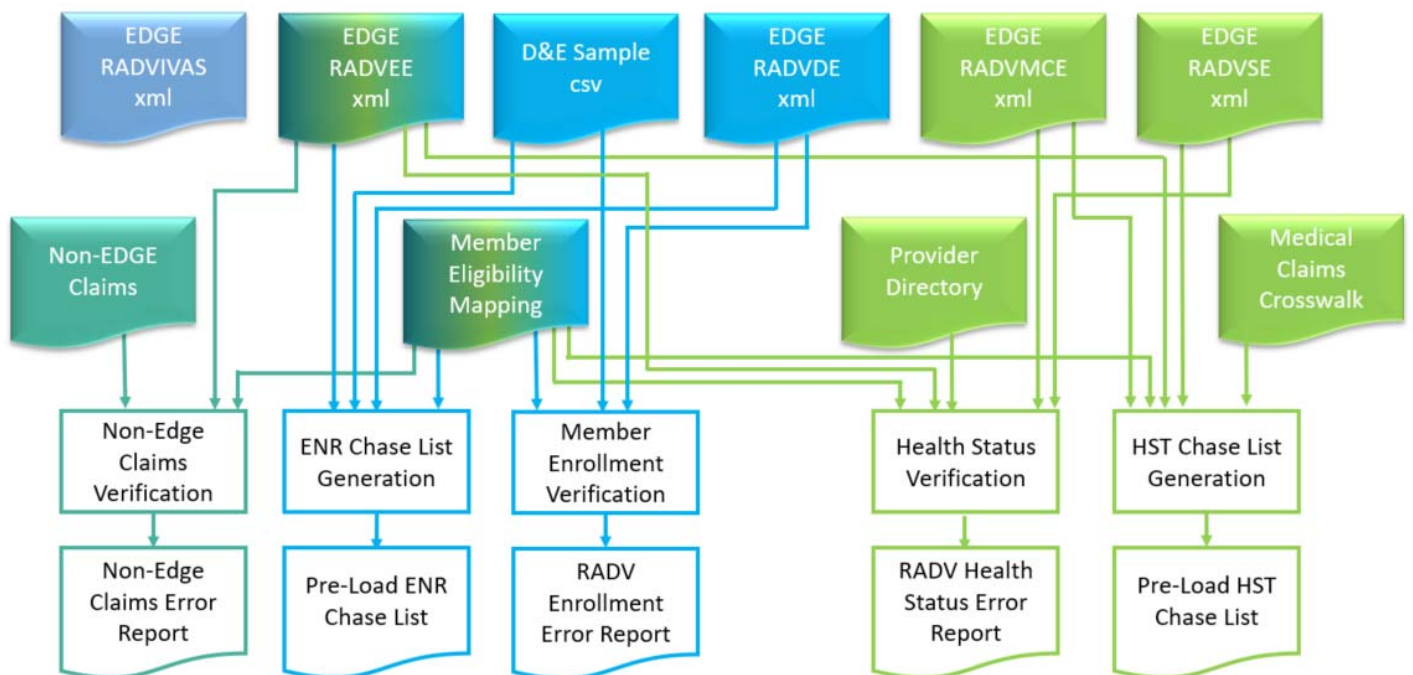 EDGE
RADVIVAS
xml
EDGE
RADVEE
xml
D&E Sample
csv
EDGE
RADVDE
xml
EDGE
RADVMCE
xml
EDGE
RADVSE
xml
Non-EDGE
Claims
Member
Eligibility
Mapping
Provider
Directory
Medical
Claims
Crosswalk
Non-Edge
Claims
Verification
ENR Chase List
Generation
Member
Enrollment
Verification
Health Status
Verification
HST Chase List
Generation
Non-Edge
Claims Error
Report
Pre-Load ENR
Chase List
RADV
Enrollment
Error Report
RADV Health
Status Error
Report
Pre-Load HST
Chase List